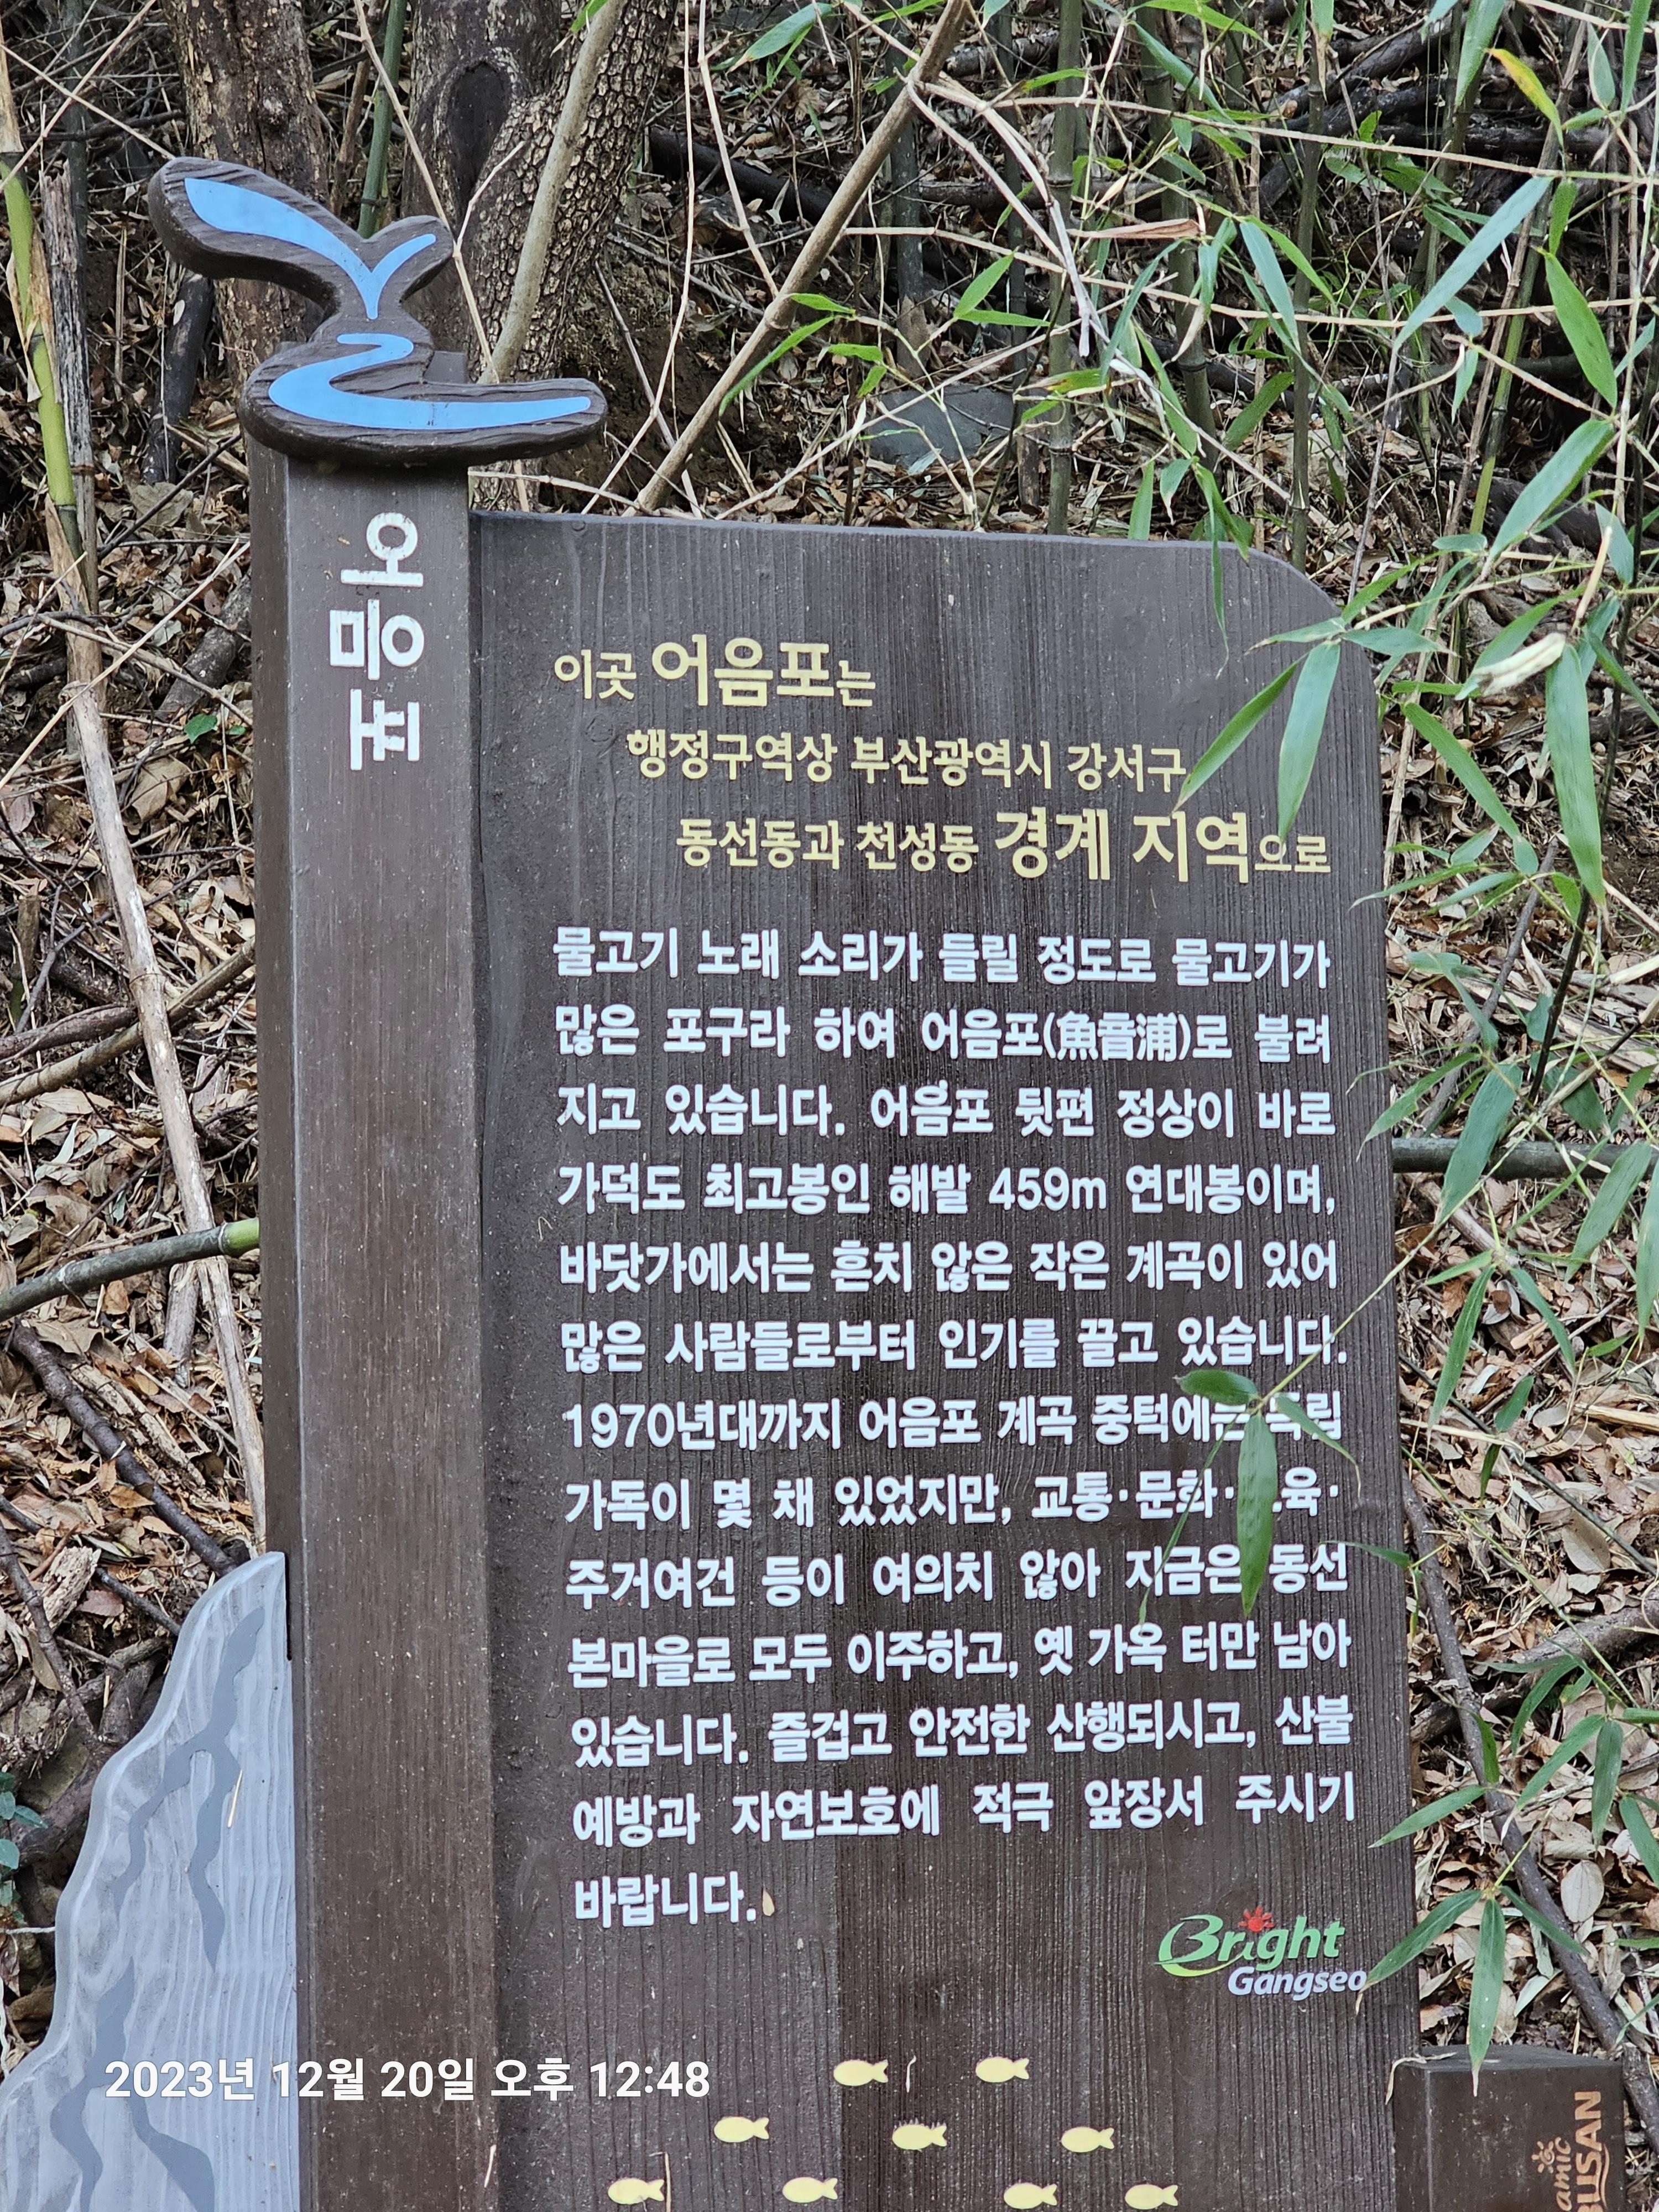 어음포
이곳 어음포는
행정구역상 부산광역시 강서구
동선동과 천성동 경계 지역으로
물고기 노래 소리가 들릴 정도로 물고기가
많은 포구라 하여 어음포(魚音浦)로 불려
지고 있습니다. 어음포 뒷편 정상이 바로
가덕도 최고봉인 해발 459m 연대봉이며,
바닷가에서는 흔치 않은 작은 계곡이 있어
많은 사람들로부터 인기를 끌고 있습니다.
1970년대까지 어음포 계곡 중턱에는
가독이 몇 채 있었지만, 교통·문화·
주거여건 등이 여의치 않아 지금은 동선
본마을로 모두 이주하고, 옛 가옥 터만 남아
있습니다. 즐겁고 안전한 산행되시고, 산불
예방과 자연보호에 적극 앞장서 주시기
바랍니다.
Bright
Gangseo
2023년 12월 20일 오후 12:48